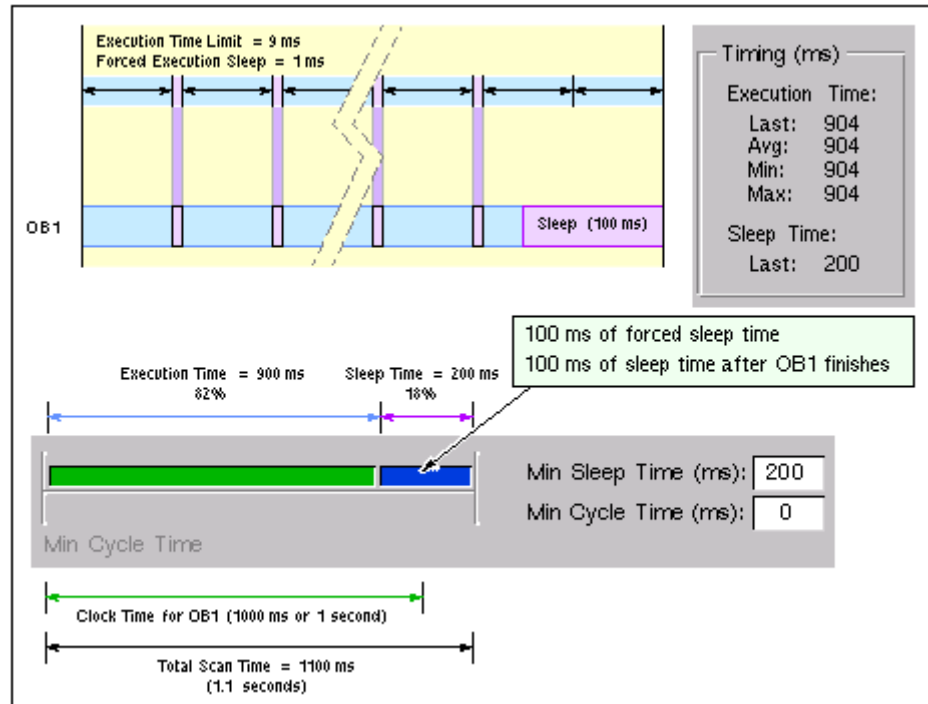 Execution Time Limit = 9 ms
Forced Execution Sleep = 1 ms
OB1
Sleep (100 ms)
Timing (ms)
Execution Time:
Last: 904
Avg: 904
Min: 904
Max: 904
Sleep Time:
Last: 200
100 ms of forced sleep time
100 ms of sleep time after OB1 finishes
Execution Time = 900 ms
82%
Sleep Time = 200 ms
18%
Min Sleep Time (ms): 200
Min Cycle Time (ms): 0
Min Cycle Time
Clock Time for OB1 (1000 ms or 1 second)
Total Scan Time = 1100 ms
(1.1 seconds)